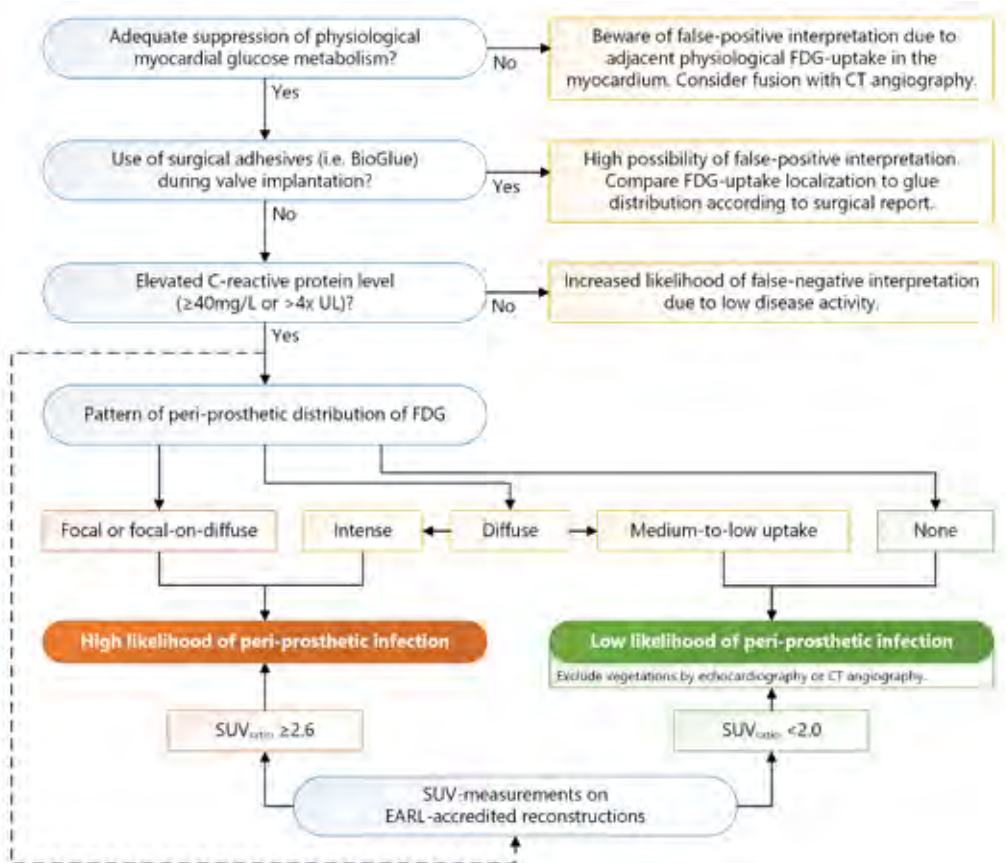 Adequate suppression of physiological
myocardial glucose metabolism?
No
Beware of false-positive interpretation due to
adjacent physiological FDG-uptake in the
myocardium. Consider fusion with CT angiography.
Yes
Use of surgical adhesives (i.e. BioGlue)
during valve implantation?
Yes
High possibility of false-positive interpretation.
Compare FDG-uptake localization to glue
distribution according to surgical report.
No
Elevated C-reactive protein level
(≥40mg/L or >4x UL)?
No
Increased likelihood of false-negative interpretation
due to low disease activity.
Yes
Pattern of peri-prosthetic distribution of FDG
Focal or focal-on-diffuse
Intense
Diffuse
Medium-to-low uptake
None
High likelihood of peri-prosthetic infection
Low likelihood of peri-prosthetic infection
Exclude vegetations by echocardiography or CT angiography.
SUVratio ≥2.6
SUVratio <2.0
SUV-measurements on
EARL-accredited reconstructions